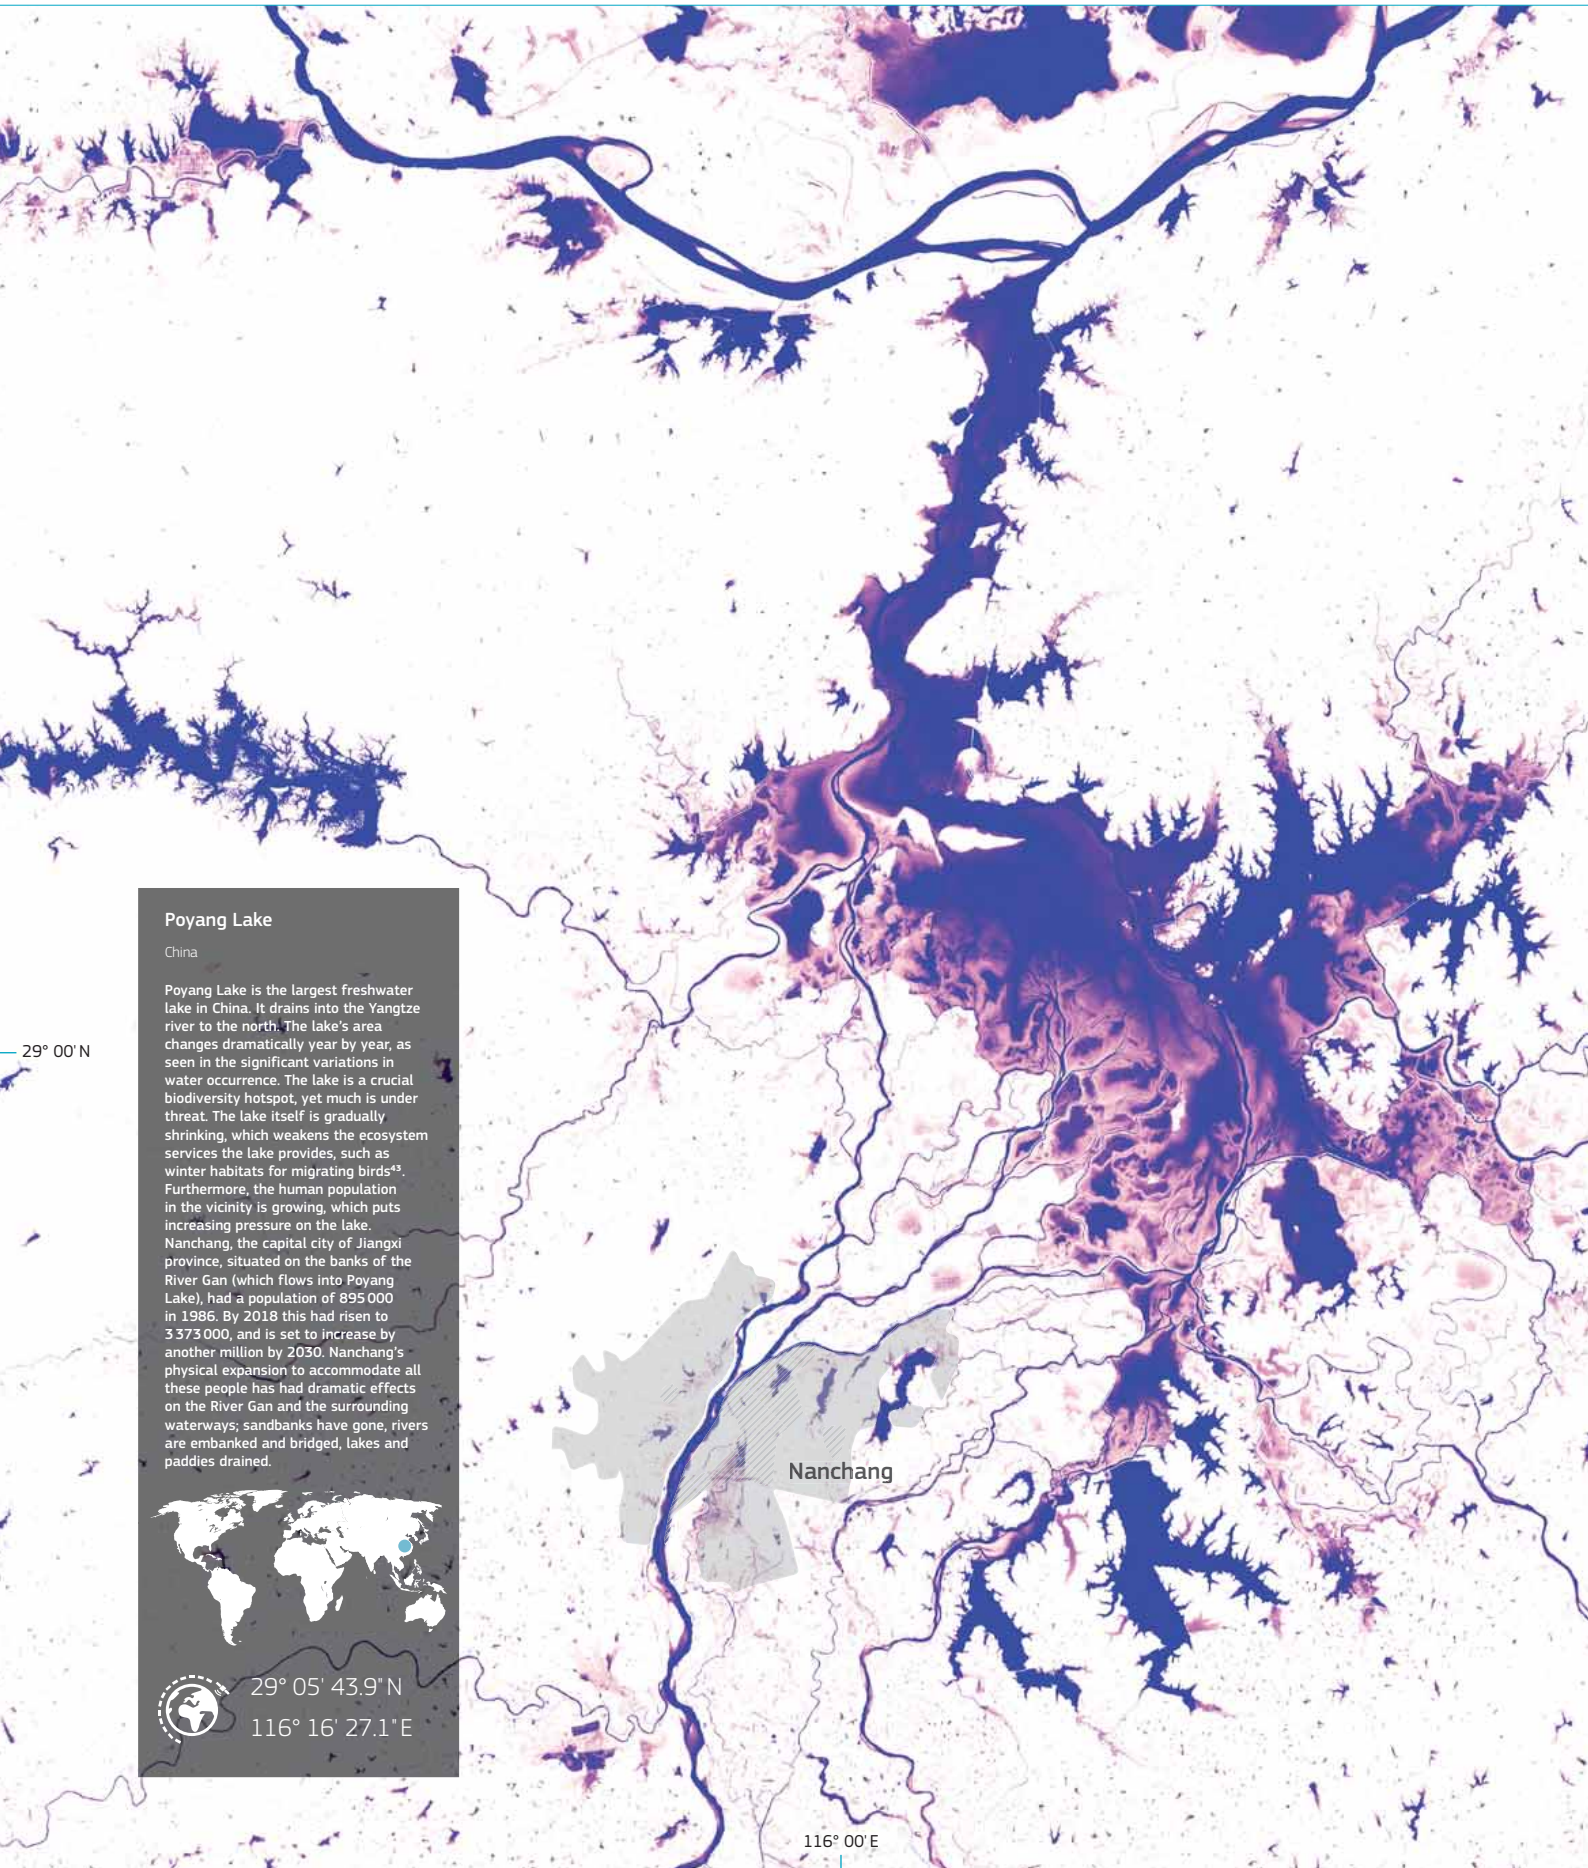 Poyang Lake
China
Poyang Lake is the largest freshwater
lake in China. It drains into the Yangtze
river to the north. The lake's area
changes dramatically year by year, as
seen in the significant variations in
water occurrence. The lake is a crucial
biodiversity hotspot, yet much is under
threat. The lake itself is gradually
shrinking, which weakens the ecosystem
services the lake provides, such as
winter habitats for migrating birds⁴³.
Furthermore, the human population
in the vicinity is growing, which puts
increasing pressure on the lake.
Nanchang, the capital city of Jiangxi
province, situated on the banks of the
River Gan (which flows into Poyang
Lake), had a population of 895 000
in 1986. By 2018 this had risen to
3 373 000, and is set to increase by
another million by 2030. Nanchang's
physical expansion to accommodate all
these people has had dramatic effects
on the River Gan and the surrounding
waterways; sandbanks have gone, rivers
are embanked and bridged, lakes and
paddies drained.
29° 05' 43.9" N
116° 16' 27.1" E
29° 00' N
Nanchang
116° 00' E